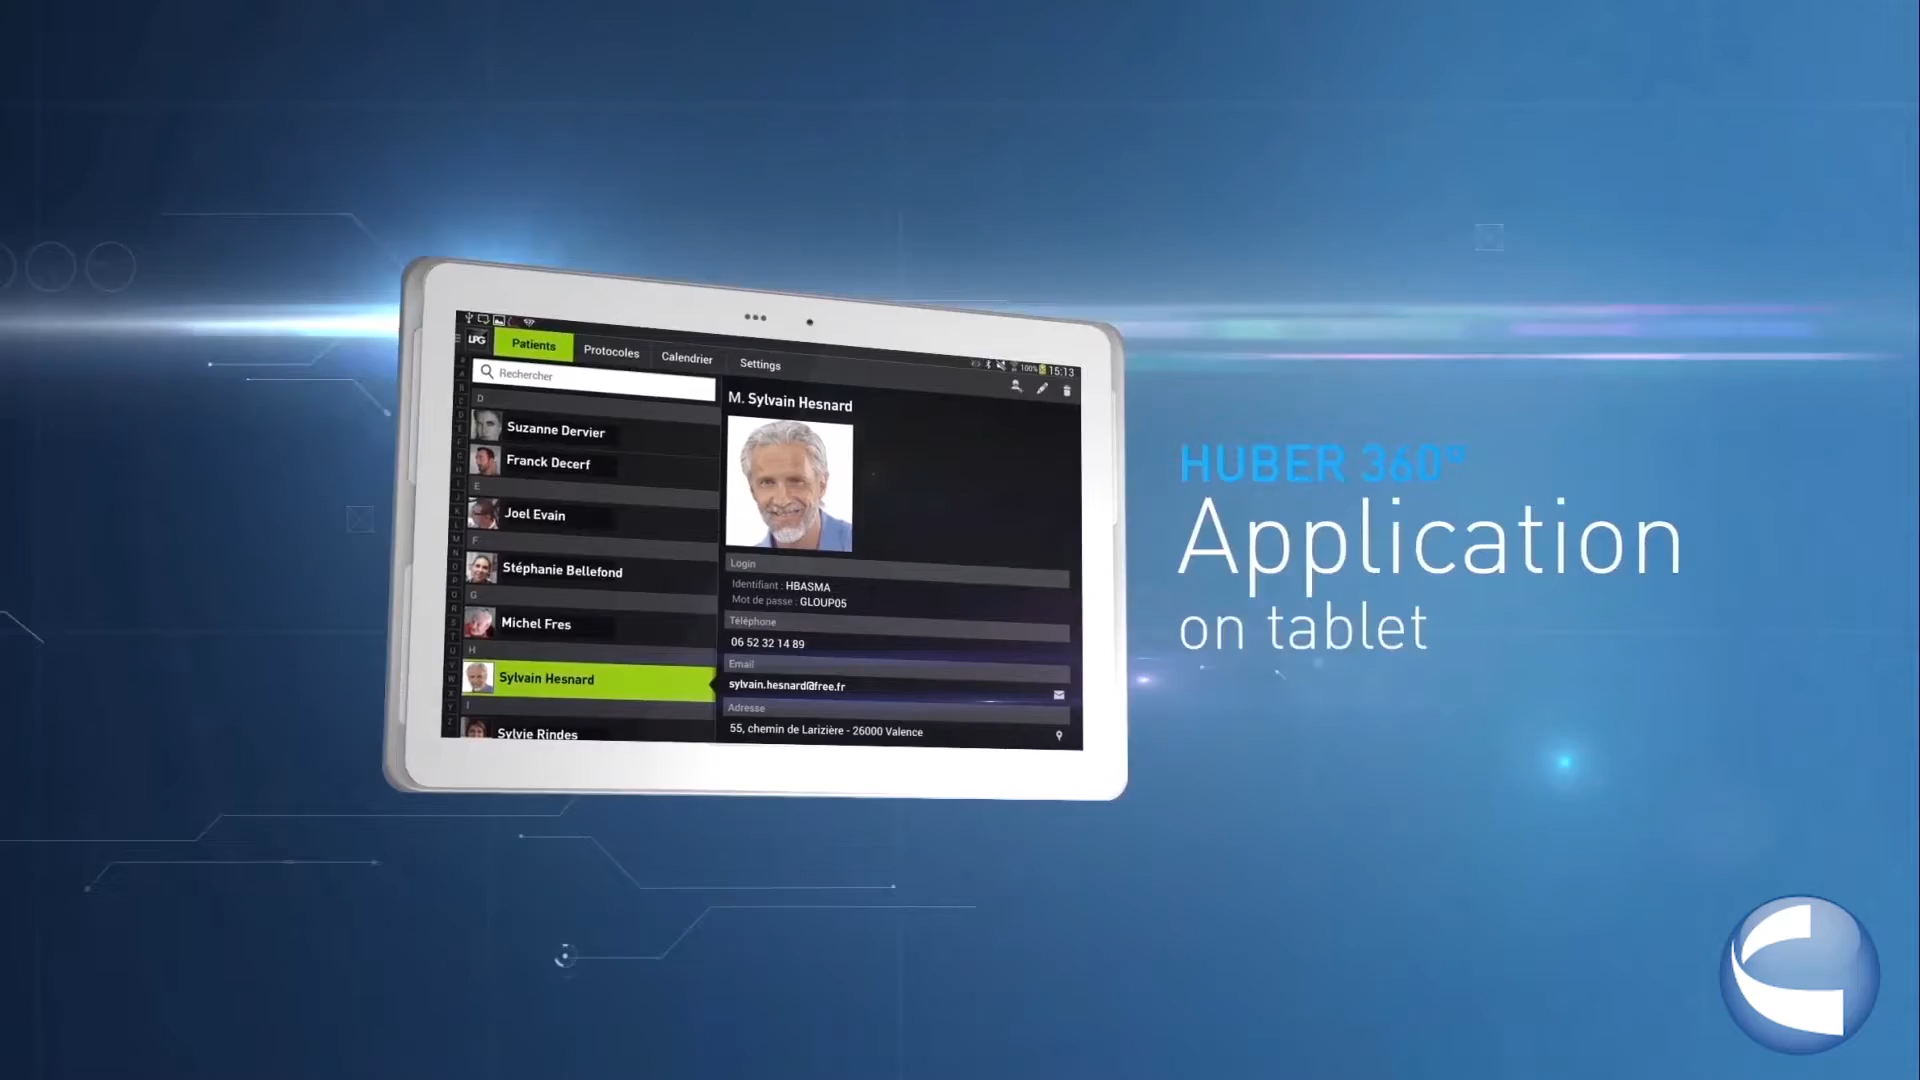 LPG
Patients
Protocoles
Calendrier
Settings
100%
15:13
Rechercher
D
Suzanne Dervier
Franck Decerf
E
Joel Evain
F
Stéphanie Bellefond
G
Michel Fres
H
Sylvain Hesnard
I
Sylvie Rindes
M. Sylvain Hesnard
Login
Identifiant : HBASMA
Mot de passe : GLOUP05
Téléphone
06 52 32 14 89
Email
sylvain.hesnard@free.fr
Adresse
55, chemin de Larizière - 26000 Valence
HUBER 360°
Application
on tablet